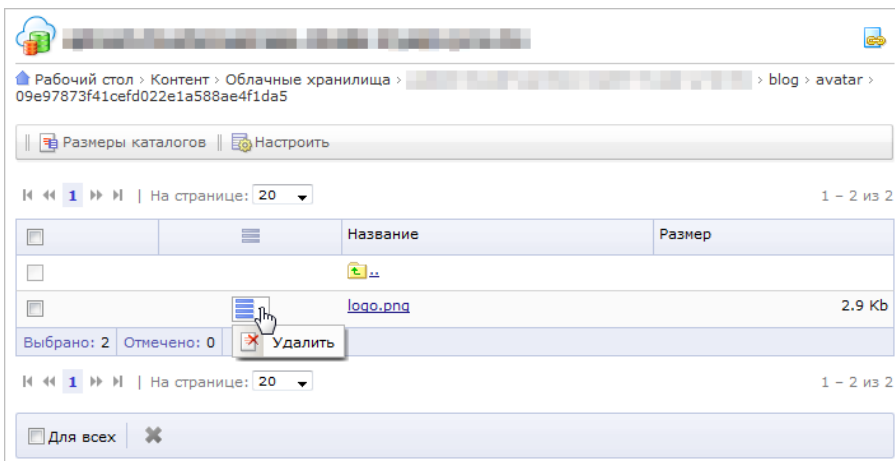 Рабочий стол › Контент › Облачные хранилища › › blog › avatar ›
09e97873f41cefd022e1a588ae4f1da5
Размеры каталогов Настроить
1 | На странице: 20 1 – 2 из 2
Название Размер
..
logo.png 2.9 Kb
Выбрано: 2 Отмечено: 0 Удалить
1 | На странице: 20 1 – 2 из 2
Для всех